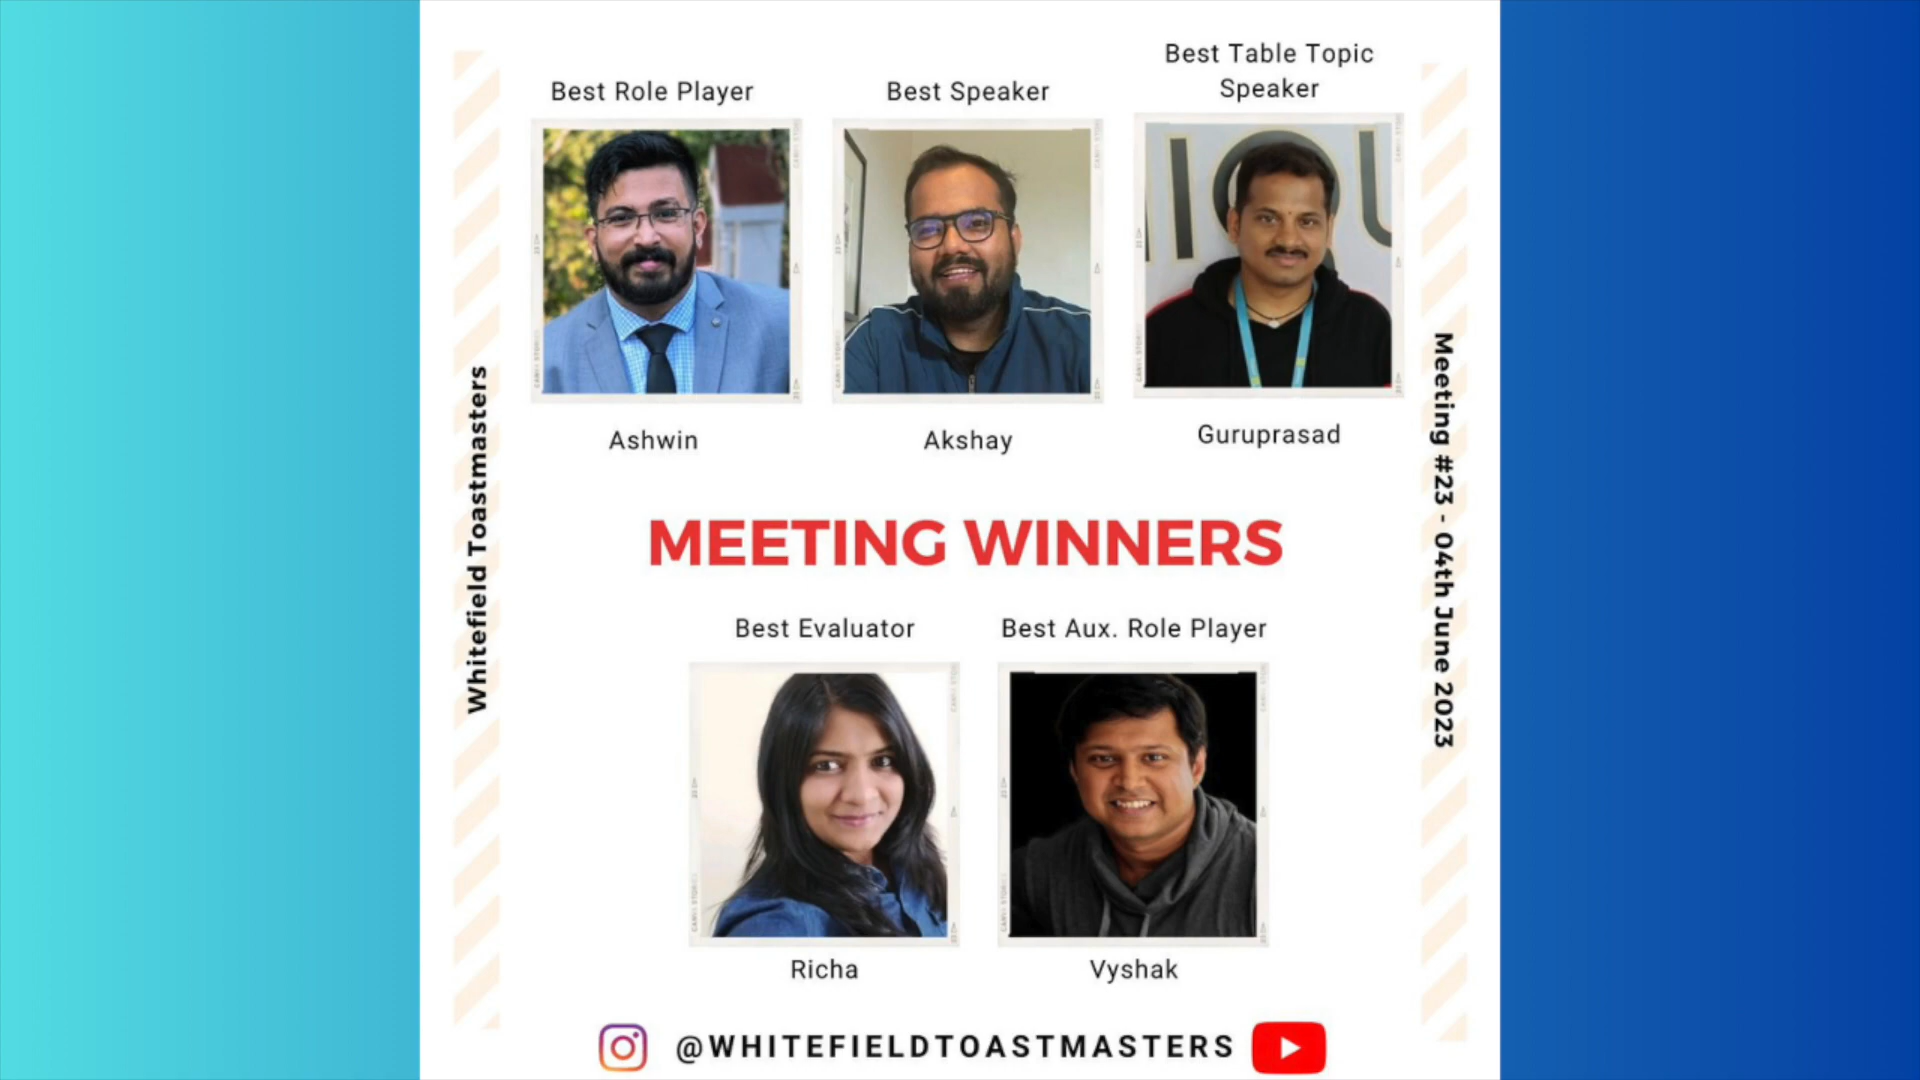 Best Role Player
Best Speaker
Best Table Topic
Speaker
Ashwin
Akshay
Guruprasad
Whitefield Toastmasters
Meeting #23 - 04th June 2023
MEETING WINNERS
Best Evaluator
Best Aux. Role Player
Richa
Vyshak
@WHITEFIELDTOASTMASTERS